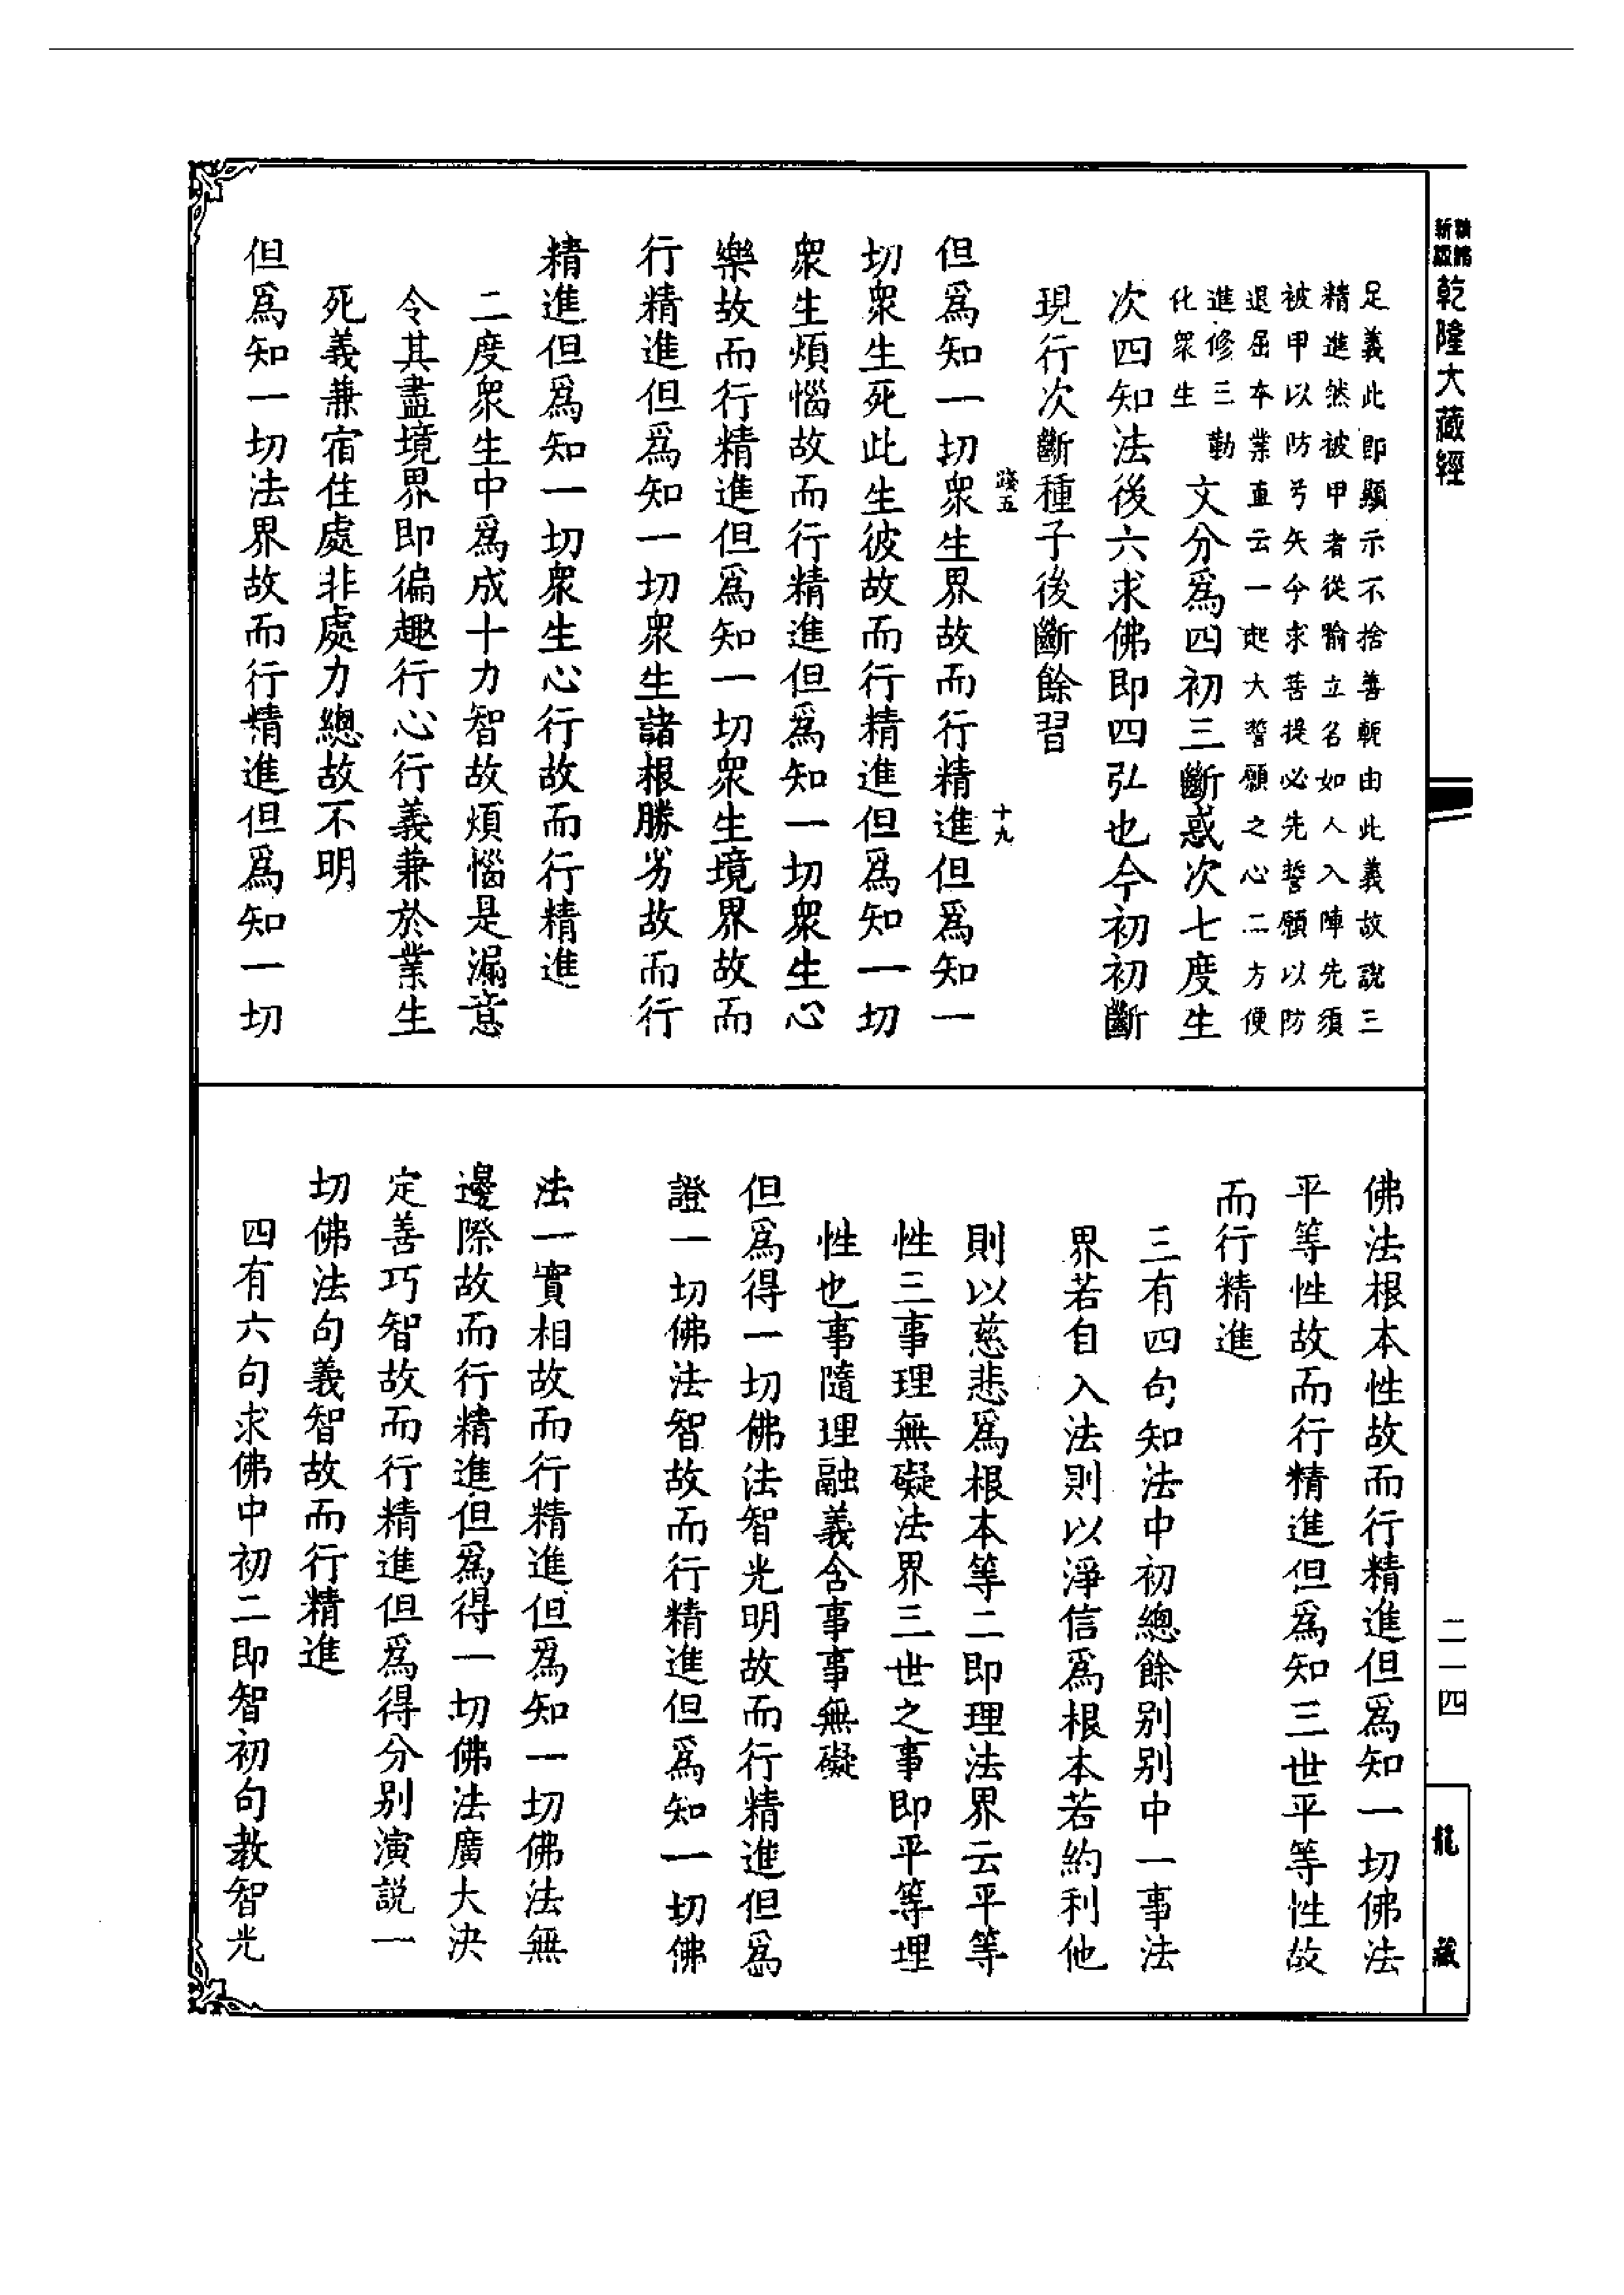 精縮
新版
乾隆大藏經
足義此即顯示不捨善軛由此義故說三
精進然被甲者從喻立名如人入陣先須
被甲以防弓矢今求菩提必先誓願以防
退屈本業直云一起大誓願之心二方便
進修三勤
化衆生
文分爲四初三斷惑次七度生
次四知法後六求佛即四弘也今初初斷
現行次斷種子後斷餘習
踐五
十九
但爲知一切衆生界故而行精進但爲知一
切衆生死此生彼故而行精進但爲知一切
衆生煩惱故而行精進但爲知一切衆生心
樂故而行精進但爲知一切衆生境界故而
行精進但爲知一切衆生諸根勝劣故而行
精進但爲知一切衆生心行故而行精進
二度衆生中爲成十力智故煩惱是漏意
令其盡境界即徧趣行心行義兼於業生
死義兼宿住處非處力總故不明
但爲知一切法界故而行精進但爲知一切
佛法根本性故而行精進但爲知一切佛法
平等性故而行精進但爲知三世平等性故
而行精進
三有四句知法中初總餘別別中一事法
界若自入法則以淨信爲根本若約利他
則以慈悲爲根本等二即理法界云平等
性三事理無礙法界三世之事即平等理
性也事隨理融義含事事無礙
但爲得一切佛法智光明故而行精進但爲
證一切佛法智故而行精進但爲知一切佛
法一實相故而行精進但爲知一切佛法無
邊際故而行精進但爲得一切佛法廣大決
定善巧智故而行精進但爲得分別演說一
切佛法句義智故而行精進
四有六句求佛中初二即智初句教智光
二一四
龍藏